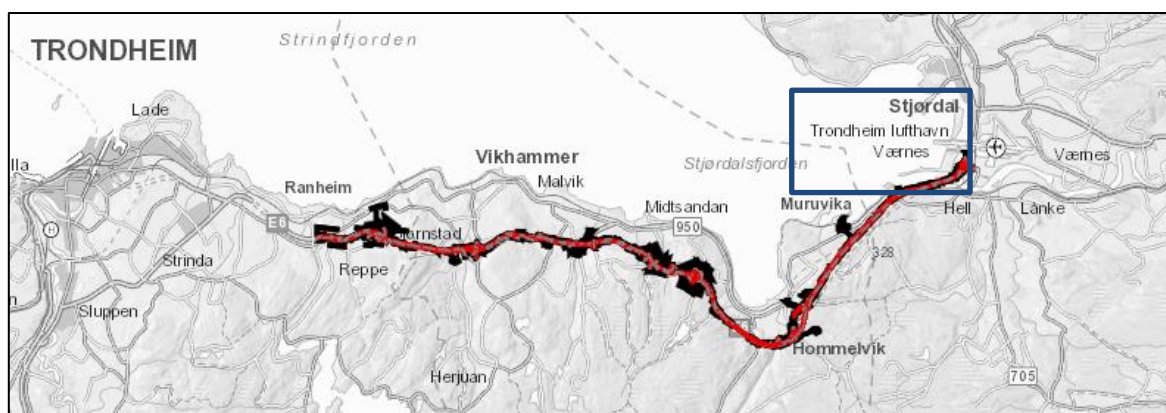 TRONDHEIM
Strindfjorden
Lade
Stjørdal
Trondheim lufthavn
Værnes
Værnes
lla
Vikhammer
Stjørdalsfjorden
Ranheim
Malvik
Midtsandan
Muruvika
Hell
Lånke
E6
950
ørnstad
Strinda
Reppe
328
n
Sluppen
H
Hommelvik
Herjuan
705